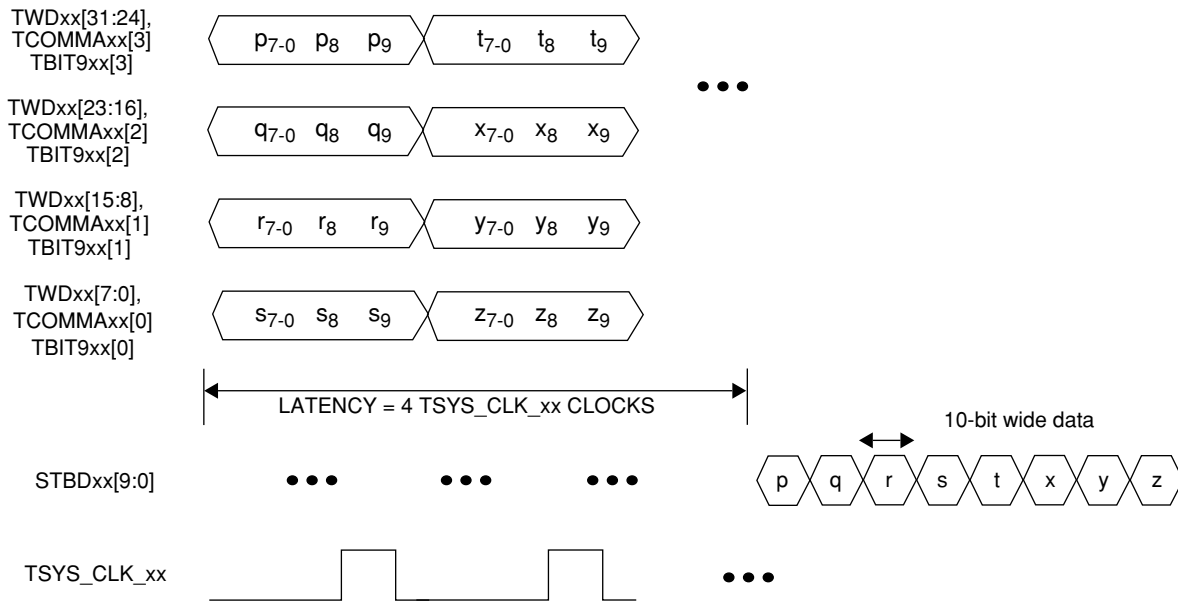 TWDxx[31:24],
TCOMMAxx[3]
TBIT9xx[3]
p7-0 p8 p9 t7-0 t8 t9
TWDxx[23:16],
TCOMMAxx[2]
TBIT9xx[2]
q7-0 q8 q9 x7-0 x8 x9
TWDxx[15:8],
TCOMMAxx[1]
TBIT9xx[1]
r7-0 r8 r9 y7-0 y8 y9
TWDxx[7:0],
TCOMMAxx[0]
TBIT9xx[0]
s7-0 s8 s9 z7-0 z8 z9
LATENCY = 4 TSYS_CLK_xx CLOCKS
10-bit wide data
STBDxx[9:0]
p q r s t x y z
TSYS_CLK_xx